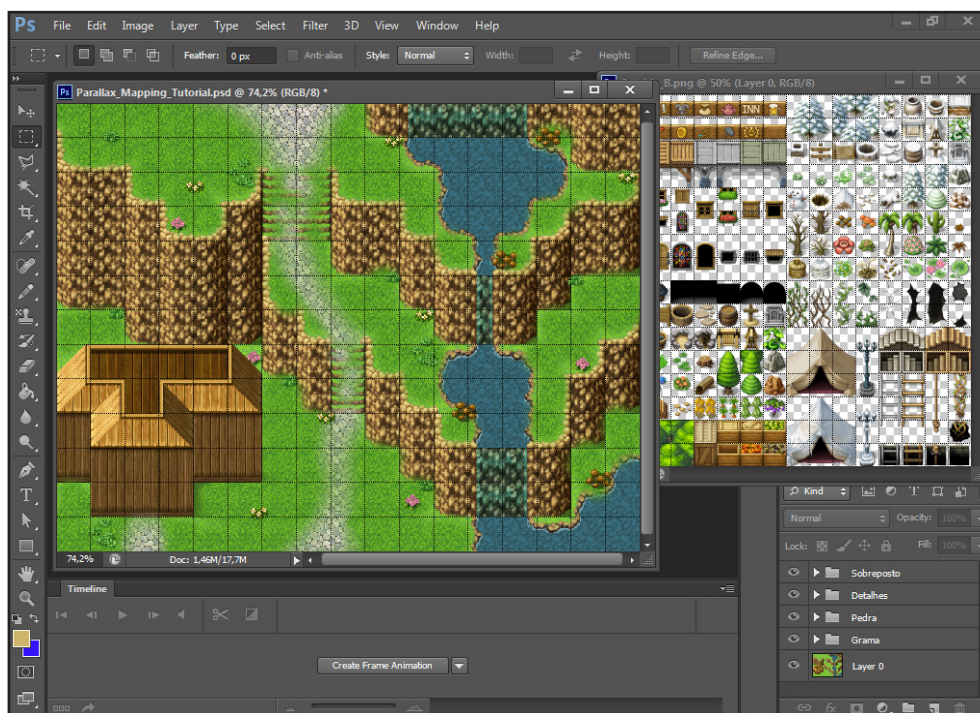 Ps File Edit Image Layer Type Select Filter 3D View Window Help
Feather: 0 px Anti-alias Style: Normal Width: Height: Refine Edge...
Ps Parallax_Mapping_Tutorial.psd @ 74,2% (RGB/8) *
_B.png @ 50% (Layer 0, RGB/8)
INN
74,2% Doc: 1,46M/17,7M
Kind
Normal Opacity: 100%
Lock: Fill: 100%
Timeline
Sobreposto
Detalhes
Pedra
Grama
Create Frame Animation
Layer 0
fx